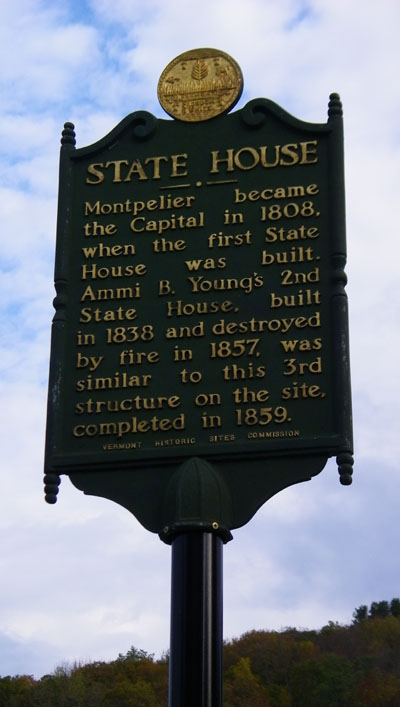 STATE HOUSE
Montpelier became
the Capital in 1808,
when the first State
House was built.
Ammi B. Young's 2nd
State House, built
in 1838 and destroyed
by fire in 1857, was
similar to this 3rd
structure on the site,
completed in 1859.
VERMONT HISTORIC SITES COMMISSION